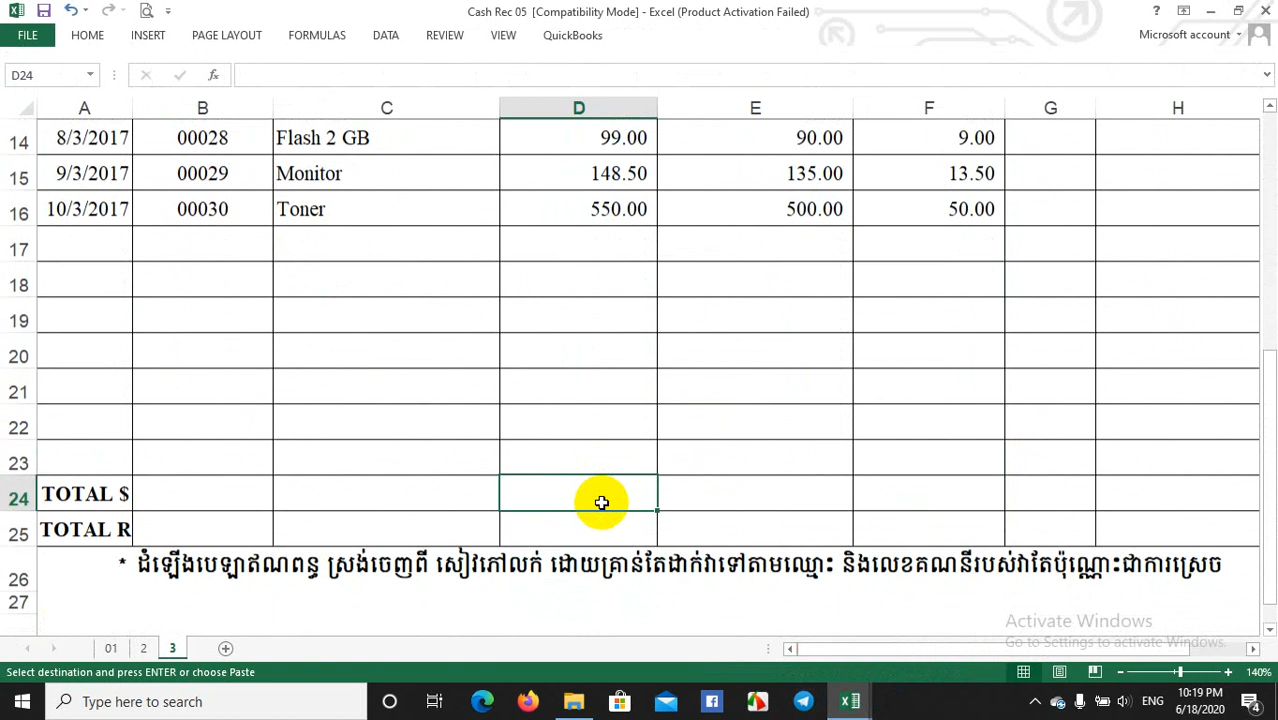 Cash Rec 05 [Compatibility Mode] - Excel (Product Activation Failed)
FILE HOME INSERT PAGE LAYOUT FORMULAS DATA REVIEW VIEW QuickBooks Microsoft account
D24
A B C D E F G H
14 8/3/2017 00028 Flash 2 GB 99.00 90.00 9.00
15 9/3/2017 00029 Monitor 148.50 135.00 13.50
16 10/3/2017 00030 Toner 550.00 500.00 50.00
17
18
19
20
21
22
23
24 TOTAL $
25 TOTAL R
26 * ដំឡើងបេឡាឥណពន្ធ ស្រង់ចេញពី សៀវភៅលក់ ដោយគ្រាន់តែដាក់វាទៅតាមឈ្មោះ និងលេខគណនីរបស់វាតែប៉ុណ្ណោះជាការស្រេច
27
Activate Windows
Go to Settings to activate Windows.
01 2 3
Select destination and press ENTER or choose Paste 140%
Type here to search ENG 10:19 PM
6/18/2020 4